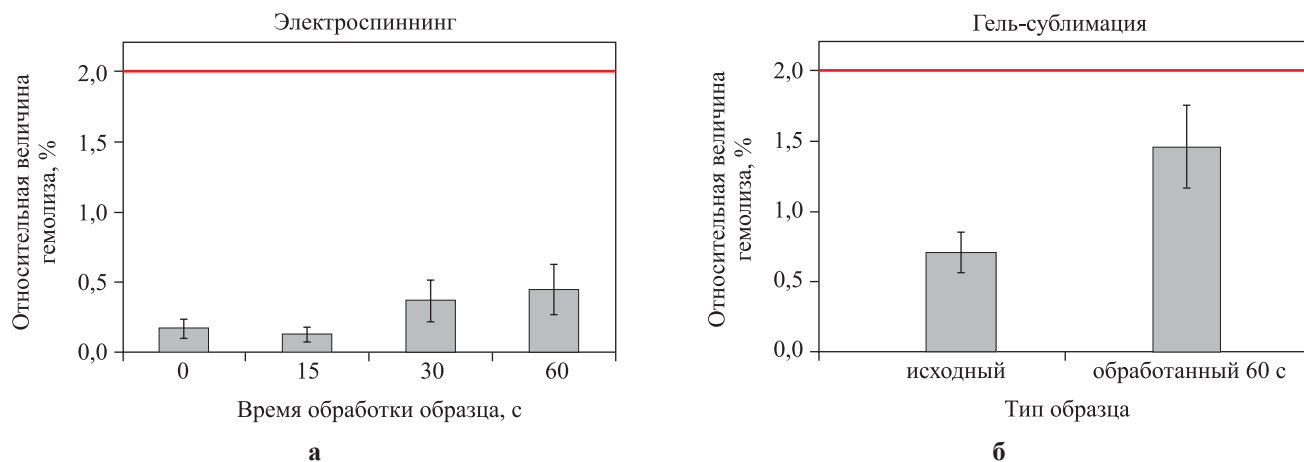 Электроспиннинг
Относительная величина
гемолиза, %
2,0
1,5
1,0
0,5
0,0
0
15
30
60
Время обработки образца, с
а
Гель-сублимация
Относительная величина
гемолиза, %
2,0
1,5
1,0
0,5
0,0
исходный
обработанный 60 с
Тип образца
б